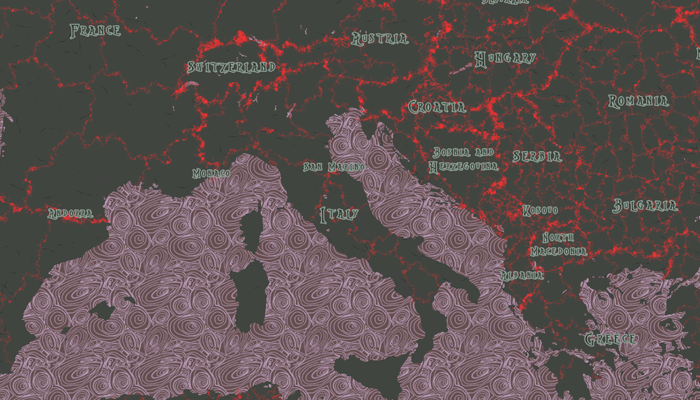 France
Austria
Switzerland
Hungary
Romania
Croatia
Bosnia and
Herzegovina
Serbia
San Marino
Monaco
Italy
Andorra
Kosovo
Bulgaria
South
Macedonia
Albania
Greece